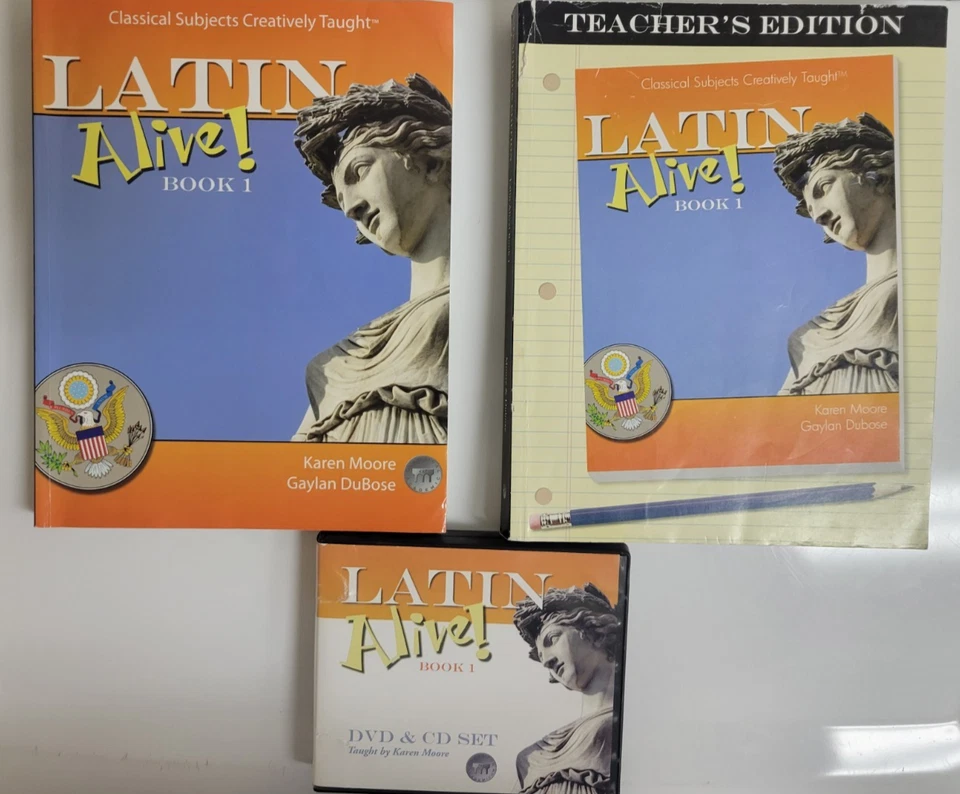 Classical Subjects Creatively Taught™
LATIN
Alive!
BOOK 1
Karen Moore
Gaylan DuBose
TEACHER'S EDITION
Classical Subjects Creatively Taught™
LATIN
Alive!
BOOK 1
Karen Moore
Gaylan Dubose
LATIN
Alive!
BOOK 1
DVD & CD SET
Taught by Karen Moore